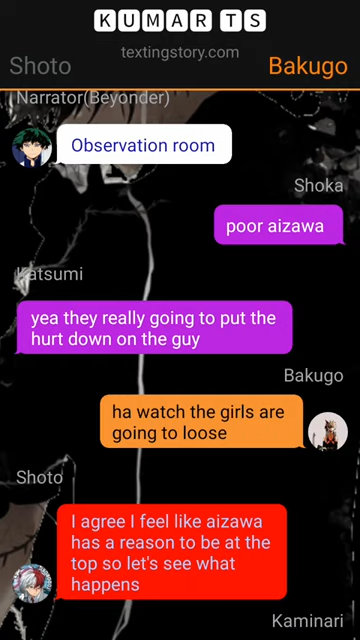 KUMAR TS
textingstory.com
Shoto
Bakugo
Narrator(Beyonder)
Observation room
Shoka
poor aizawa
Katsumi
yea they really going to put the
hurt down on the guy
Bakugo
ha watch the girls are
going to loose
Shoto
I agree I feel like aizawa
has a reason to be at the
top so let's see what
happens
Kaminari